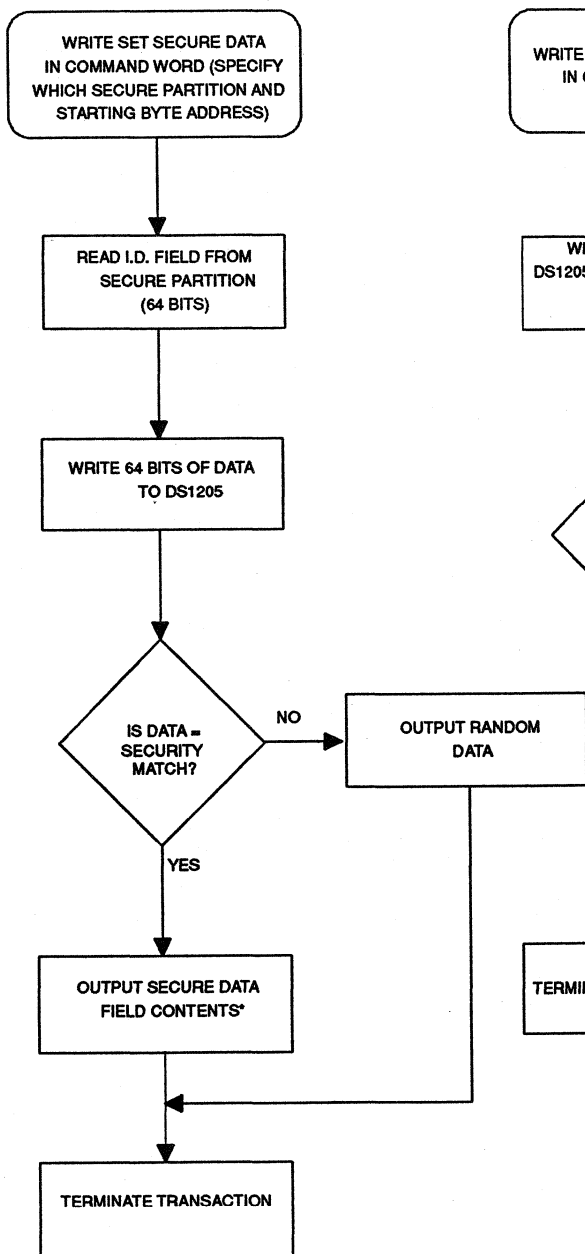 WRITE SET SECURE DATA
IN COMMAND WORD (SPECIFY
WHICH SECURE PARTITION AND
STARTING BYTE ADDRESS)
READ I.D. FIELD FROM
SECURE PARTITION
(64 BITS)
WRITE 64 BITS OF DATA
TO DS1205
IS DATA =
SECURITY
MATCH?
NO
OUTPUT RANDOM
DATA
YES
OUTPUT SECURE DATA
FIELD CONTENTS*
TERMINATE TRANSACTION
WRITE
IN
DS1205